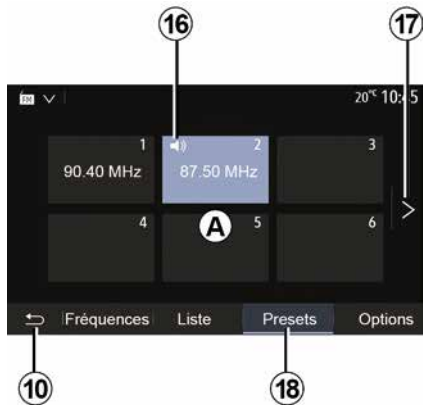 16
17
FM
20°C 10:45
1
2
3
90.40 MHz
87.50 MHz
4
A
5
6
Fréquences
Liste
Presets
Options
10
18